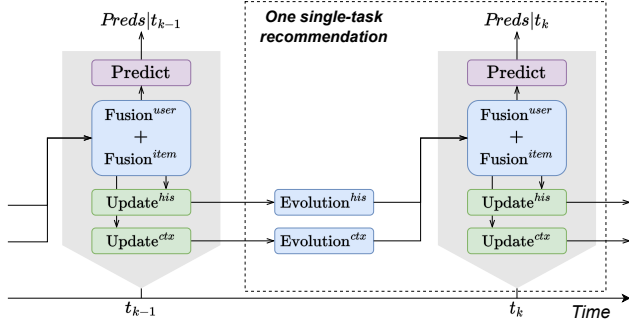 Preds|t_{k-1}
One single-task
recommendation
Preds|t_k
Predict
Predict
Fusion^{user}
+
Fusion^{item}
Fusion^{user}
+
Fusion^{item}
Update^{his}
Evolution^{his}
Update^{his}
Update^{ctx}
Evolution^{ctx}
Update^{ctx}
t_{k-1}
t_k
Time